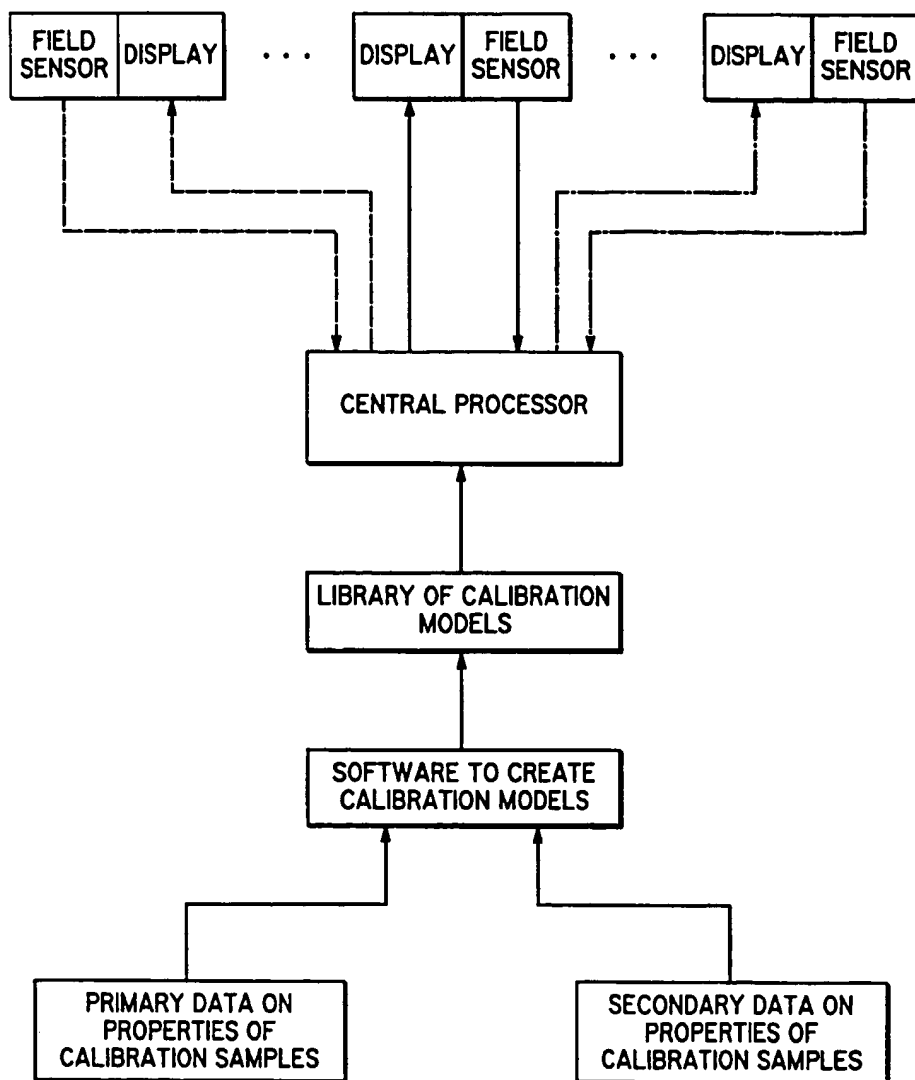 FIELD SENSOR DISPLAY ... DISPLAY FIELD SENSOR ... DISPLAY FIELD SENSOR
CENTRAL PROCESSOR
LIBRARY OF CALIBRATION
MODELS
SOFTWARE TO CREATE
CALIBRATION MODELS
PRIMARY DATA ON
PROPERTIES OF
CALIBRATION SAMPLES
SECONDARY DATA ON
PROPERTIES OF
CALIBRATION SAMPLES